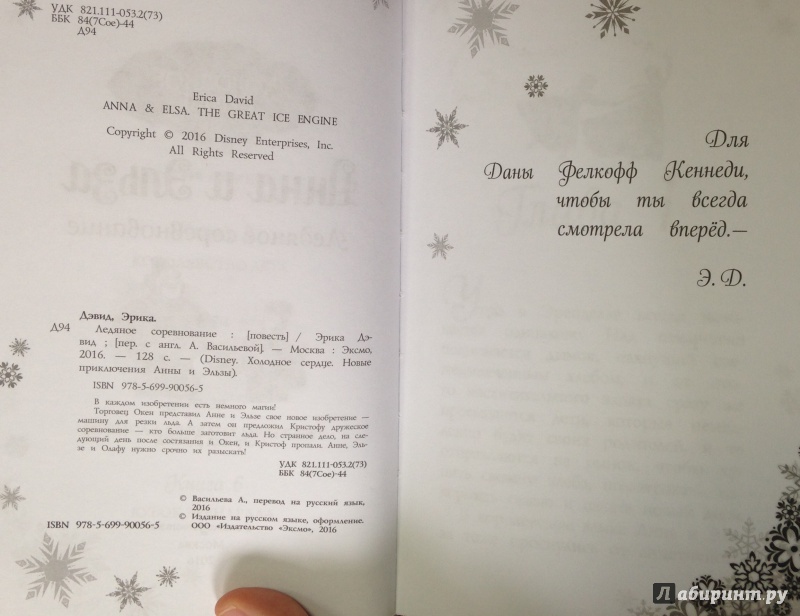 УДК 821.111-053.2(73)
ББК 84(7Сое)-44
Д94
Erica David
ANNA & ELSA. THE GREAT ICE ENGINE
Copyright © 2016 Disney Enterprises, Inc.
All Rights Reserved
Дэвид, Эрика.
Д94 Ледяное соревнование : [повесть] / Эрика Дэ-
вид ; [пер. с англ. А. Васильевой]. — Москва : Эксмо,
2016. — 128 с. — (Disney. Холодное сердце. Новые
приключения Анны и Эльзы).
ISBN 978-5-699-90056-5
В каждом изобретении есть немного магии!
Торговец Окен представил Анне и Эльзе свое новое изобретение —
машину для резки льда. А затем он предложил Кристофу дружеское
соревнование — кто больше заготовит льда. Но странное дело, на сле-
дующий день после состязания и Окен, и Кристоф пропали. Анне, Эль-
зе и Олафу нужно срочно их разыскать!
УДК 821.111-053.2(73)
ББК 84(7Сое)-44
© Васильева А., перевод на русский язык,
2016
© Издание на русском языке, оформление.
ООО «Издательство «Эксмо», 2016
ISBN 978-5-699-90056-5
Для
Даны Фелкофф Кеннеди,
чтобы ты всегда
смотрела вперёд.—
Э. Д.
Лабиринт.ру